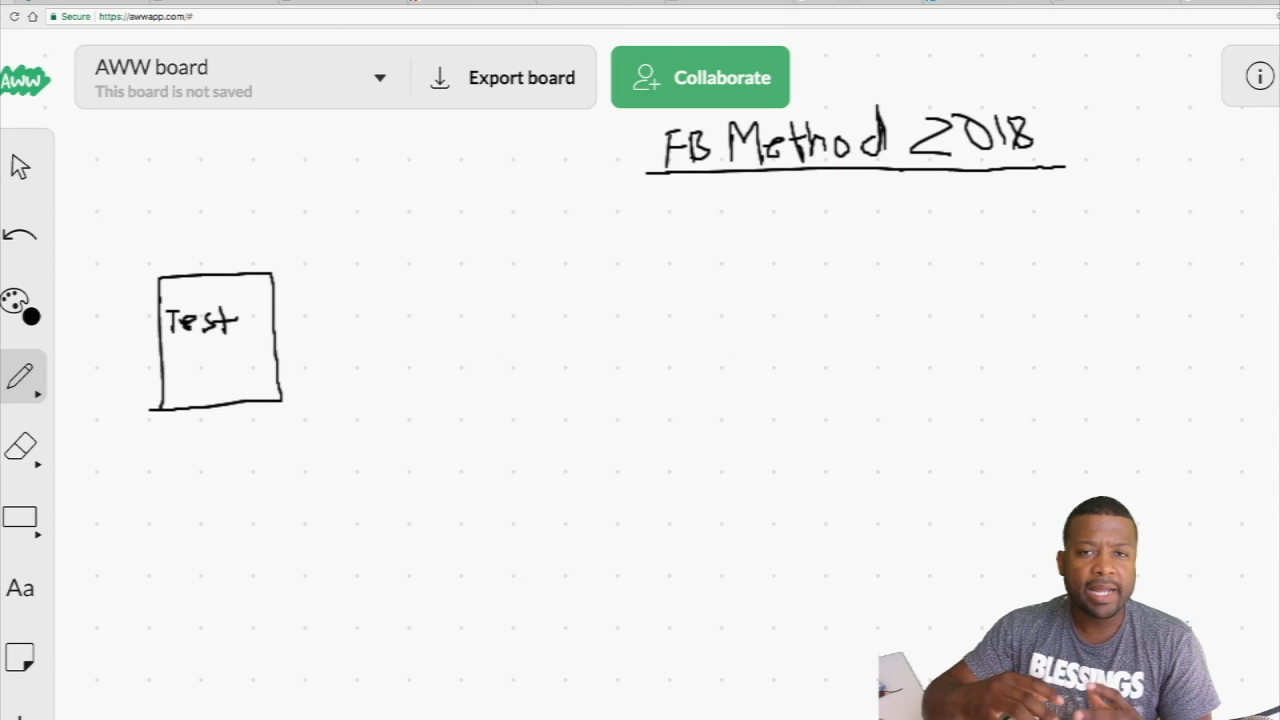 Secure | https://awwapp.com/#
AWW
AWW board
This board is not saved
Export board
Collaborate
FB Method 2018
Test
Aa
BLESSINGS